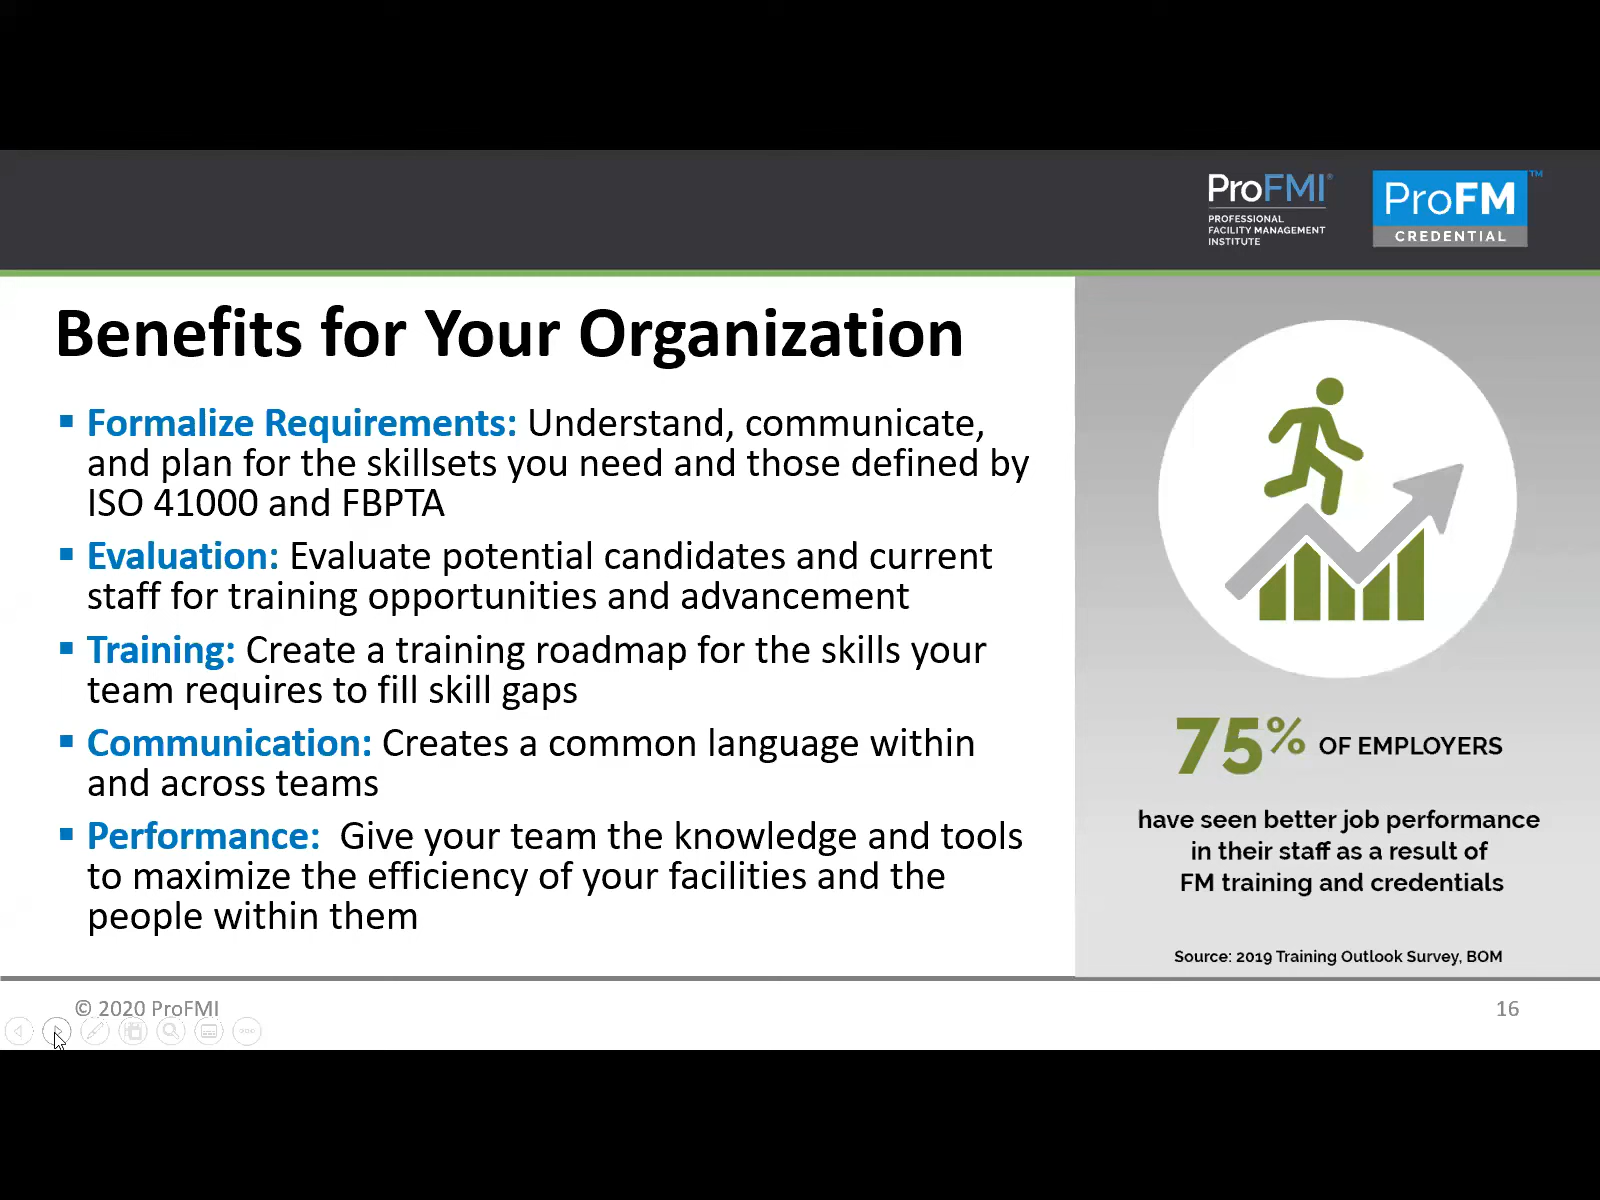 ProFMI®
PROFESSIONAL
FACILITY MANAGEMENT
INSTITUTE
ProFM™
CREDENTIAL
Benefits for Your Organization
▪ Formalize Requirements: Understand, communicate,
and plan for the skillsets you need and those defined by
ISO 41000 and FBPTA
▪ Evaluation: Evaluate potential candidates and current
staff for training opportunities and advancement
▪ Training: Create a training roadmap for the skills your
team requires to fill skill gaps
▪ Communication: Creates a common language within
and across teams
▪ Performance: Give your team the knowledge and tools
to maximize the efficiency of your facilities and the
people within them
75% OF EMPLOYERS
have seen better job performance
in their staff as a result of
FM training and credentials
Source: 2019 Training Outlook Survey, BOM
© 2020 ProFMI
16